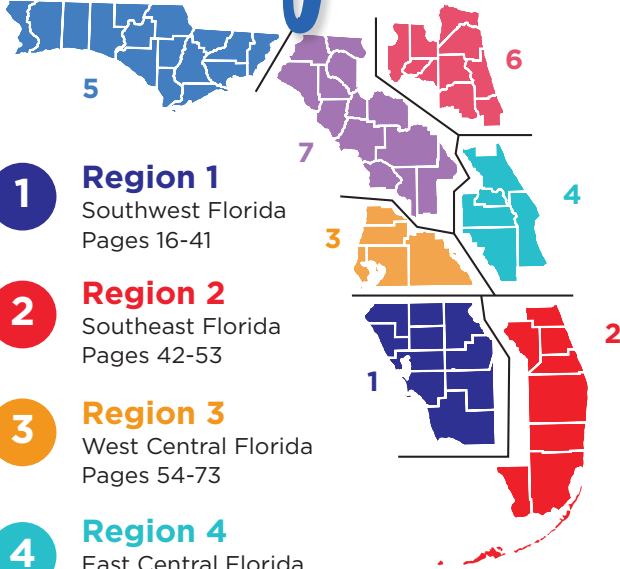 5
6
7
4
3
2
1
1
Region 1
Southwest Florida
Pages 16-41
2
Region 2
Southeast Florida
Pages 42-53
3
Region 3
West Central Florida
Pages 54-73
4
Region 4
East Central Florida